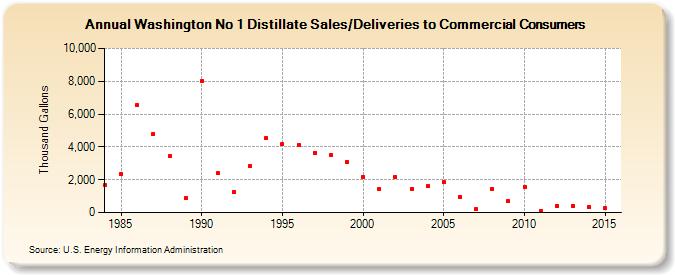 Annual Washington No 1 Distillate Sales/Deliveries to Commercial Consumers
Thousand Gallons
10,000
8,000
6,000
4,000
2,000
0
1985 1990 1995 2000 2005 2010 2015
Source: U.S. Energy Information Administration